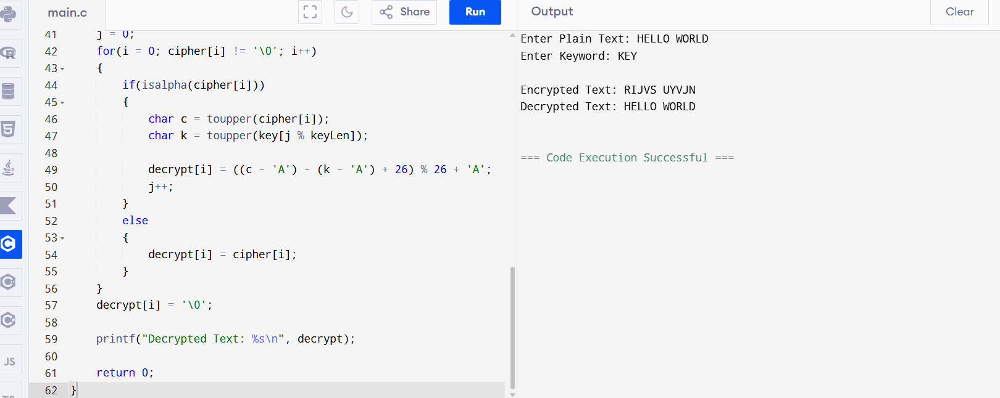 main.c
Share
Run
Output
Clear
41 j = 0;
42 for(i = 0; cipher[i] != '\0'; i++)
43 {
44 if(isalpha(cipher[i]))
45 {
46 char c = toupper(cipher[i]);
47 char k = toupper(key[j % keyLen]);
48
49 decrypt[i] = ((c - 'A') - (k - 'A') + 26) % 26 + 'A';
50 j++;
51 }
52 else
53 {
54 decrypt[i] = cipher[i];
55 }
56 }
57 decrypt[i] = '\0';
58
59 printf("Decrypted Text: %s\n", decrypt);
60
61 return 0;
62 }
Enter Plain Text: HELLO WORLD
Enter Keyword: KEY
Encrypted Text: RIJVS UYVJN
Decrypted Text: HELLO WORLD
=== Code Execution Successful ===
R
5
C
C
C
JS